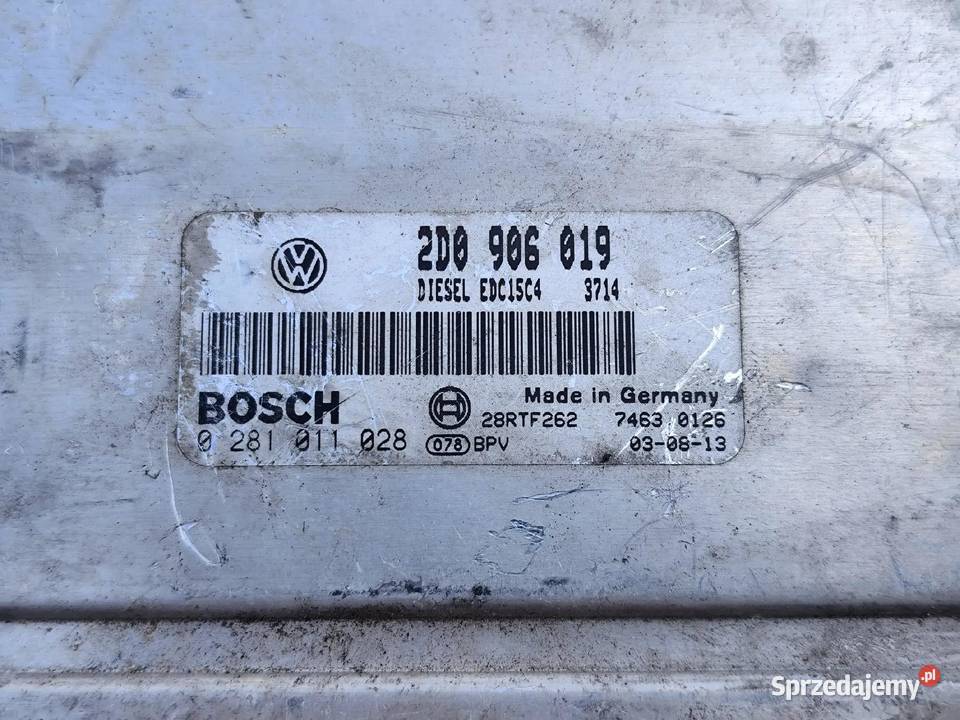 2D0 906 019
DIESEL EDC15C4 3714
BOSCH
Made in Germany
28RTF262 7463 0126
0 281 011 028
078 BPV 03-08-13
Sprzedajemy.pl